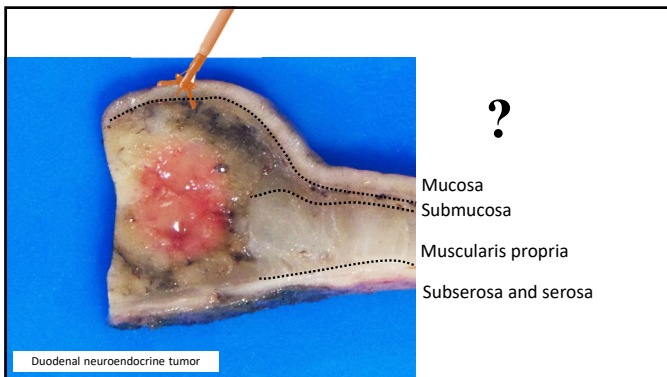 ?
Mucosa
Submucosa
Muscularis propria
Subserosa and serosa
Duodenal neuroendocrine tumor